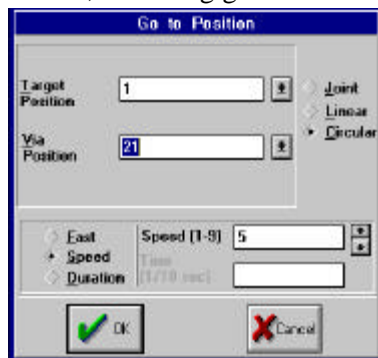 Go to Position
Target
Position
1
Joint
Linear
Circular
Via
Position
21
Fast
Speed
Duration
Speed (1-9)
5
Time
(1/10 sec)
OK
Cancel